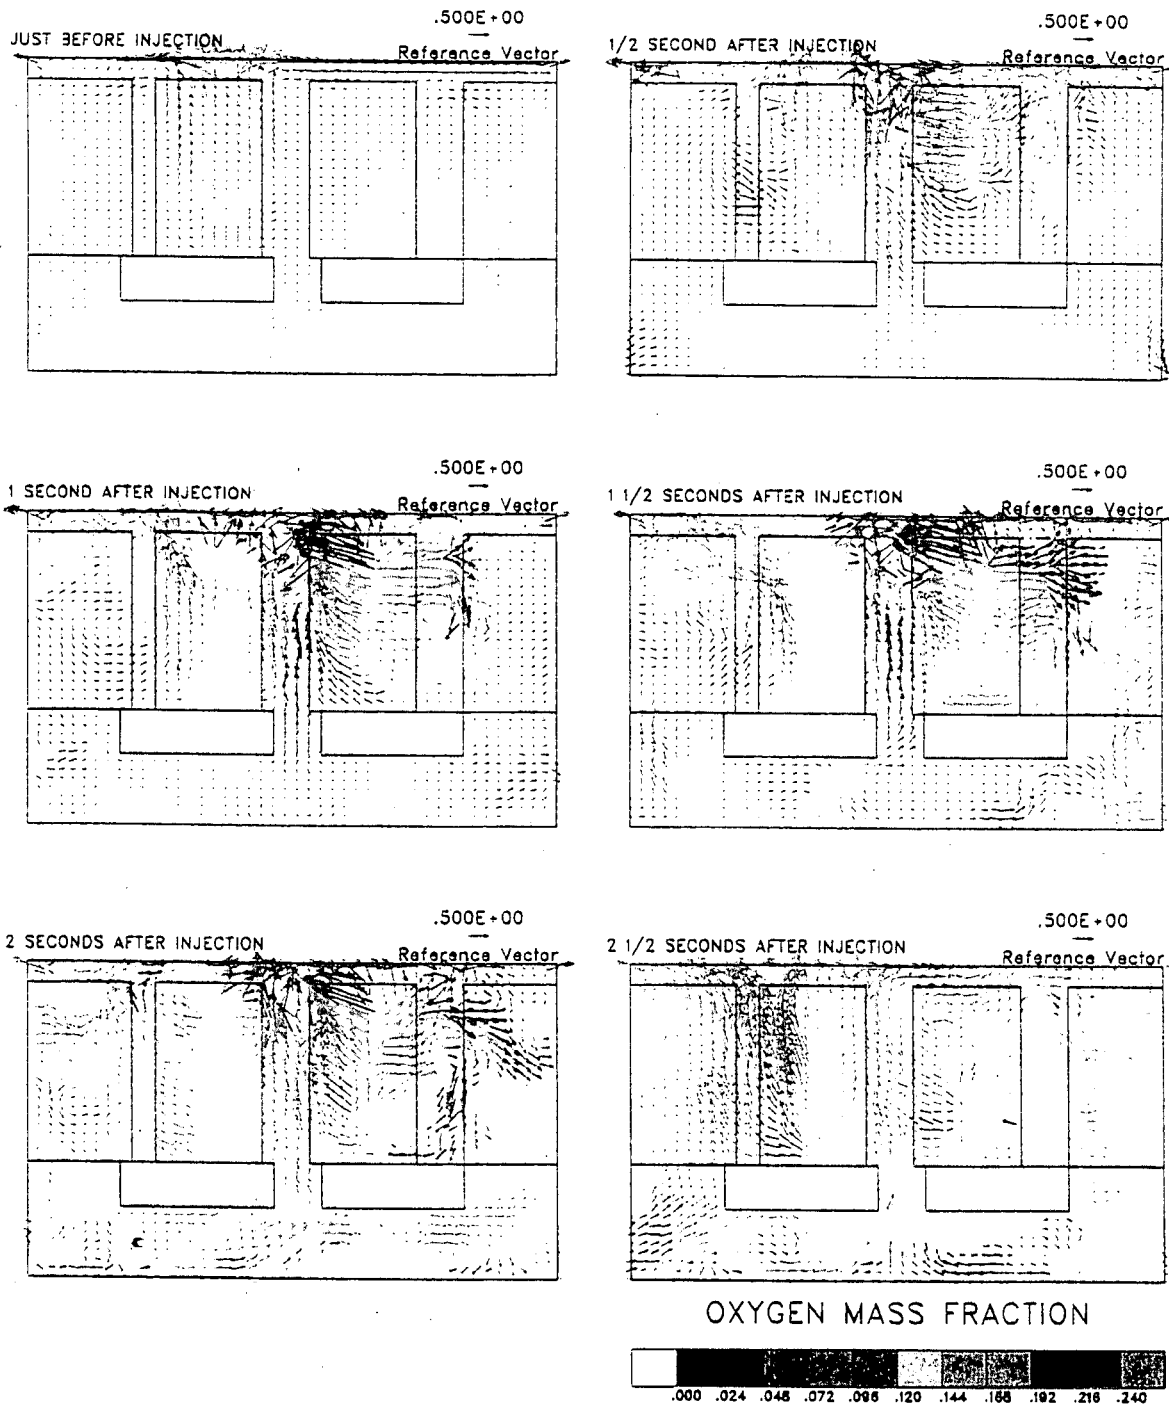 .500E+00
JUST BEFORE INJECTION
Reference Vector
.500E+00
1/2 SECOND AFTER INJECTION
Reference Vector
.500E+00
1 SECOND AFTER INJECTION
Reference Vector
.500E+00
1 1/2 SECONDS AFTER INJECTION
Reference Vector
.500E+00
2 SECONDS AFTER INJECTION
Reference Vector
.500E+00
2 1/2 SECONDS AFTER INJECTION
Reference Vector
OXYGEN MASS FRACTION
.000 .024 .048 .072 .096 .120 .144 .168 .192 .216 .240